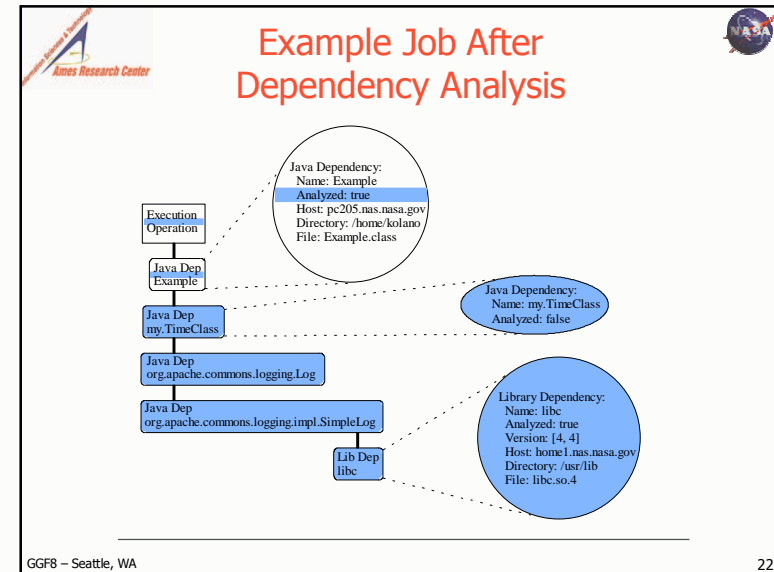 Information Sciences & Technology
Ames Research Center
NASA
Example Job After
Dependency Analysis
Java Dependency:
Name: Example
Analyzed: true
Host: pc205.nas.nasa.gov
Directory: /home/kolano
File: Example.class
Execution
Operation
Java Dep
Example
Java Dep
my.TimeClass
Java Dependency:
Name: my.TimeClass
Analyzed: false
Java Dep
org.apache.commons.logging.Log
Java Dep
org.apache.commons.logging.impl.SimpleLog
Lib Dep
libc
Library Dependency:
Name: libc
Analyzed: true
Version: [4, 4]
Host: home1.nas.nasa.gov
Directory: /usr/lib
File: libc.so.4
GGF8 – Seattle, WA
22